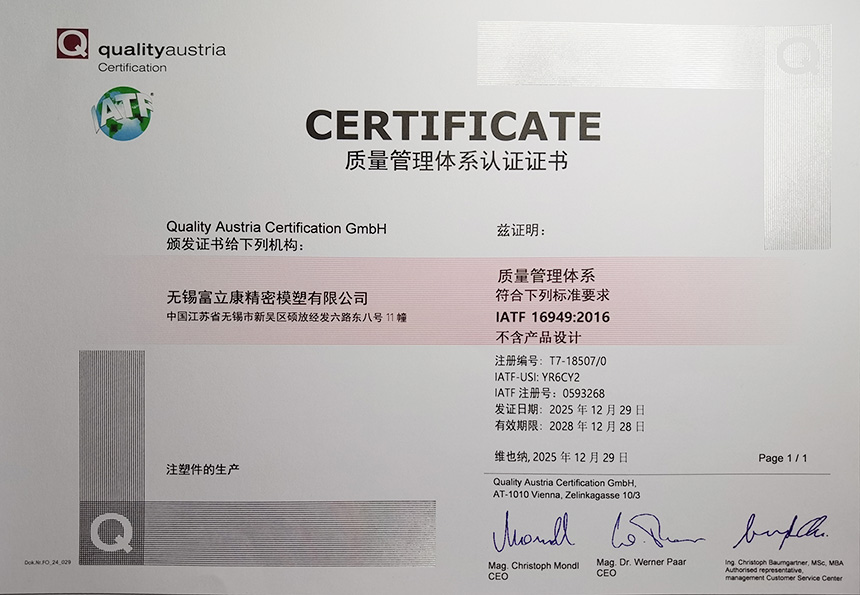 Q qualityaustria
Certification
IATF
CERTIFICATE
质量管理体系认证证书
Quality Austria Certification GmbH
颁发证书给下列机构:
兹证明:
无锡富立康精密模塑有限公司
中国江苏省无锡市新吴区硕放经发六路东八号 11 幢
质量管理体系
符合下列标准要求
IATF 16949:2016
不含产品设计
注册编号: T7-18507/0
IATF-USI: YR6CY2
IATF 注册号: 0593268
发证日期: 2025 年 12 月 29 日
有效期限: 2028 年 12 月 28 日
维也纳, 2025 年 12 月 29 日
Page 1 / 1
注塑件的生产
Quality Austria Certification GmbH,
AT-1010 Vienna, Zelinkagasse 10/3
Mag. Christoph Mondl
CEO
Mag. Dr. Werner Paar
CEO
Ing. Christoph Baumgartner, MSc, MBA
Authorised representative,
management Customer Service Center
Q
Q
Dok.Nr.FO_24_029